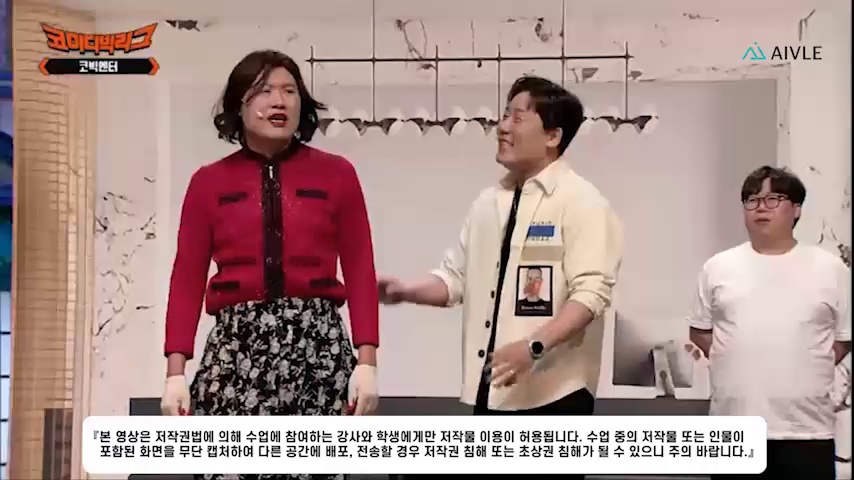 코미디빅리그
코빅엔터
AIVLE
『본 영상은 저작권법에 의해 수업에 참여하는 강사와 학생에게만 저작물 이용이 허용됩니다. 수업 중의 저작물 또는 인물이
포함된 화면을 무단 캡처하여 다른 공간에 배포, 전송할 경우 저작권 침해 또는 초상권 침해가 될 수 있으니 주의 바랍니다.』